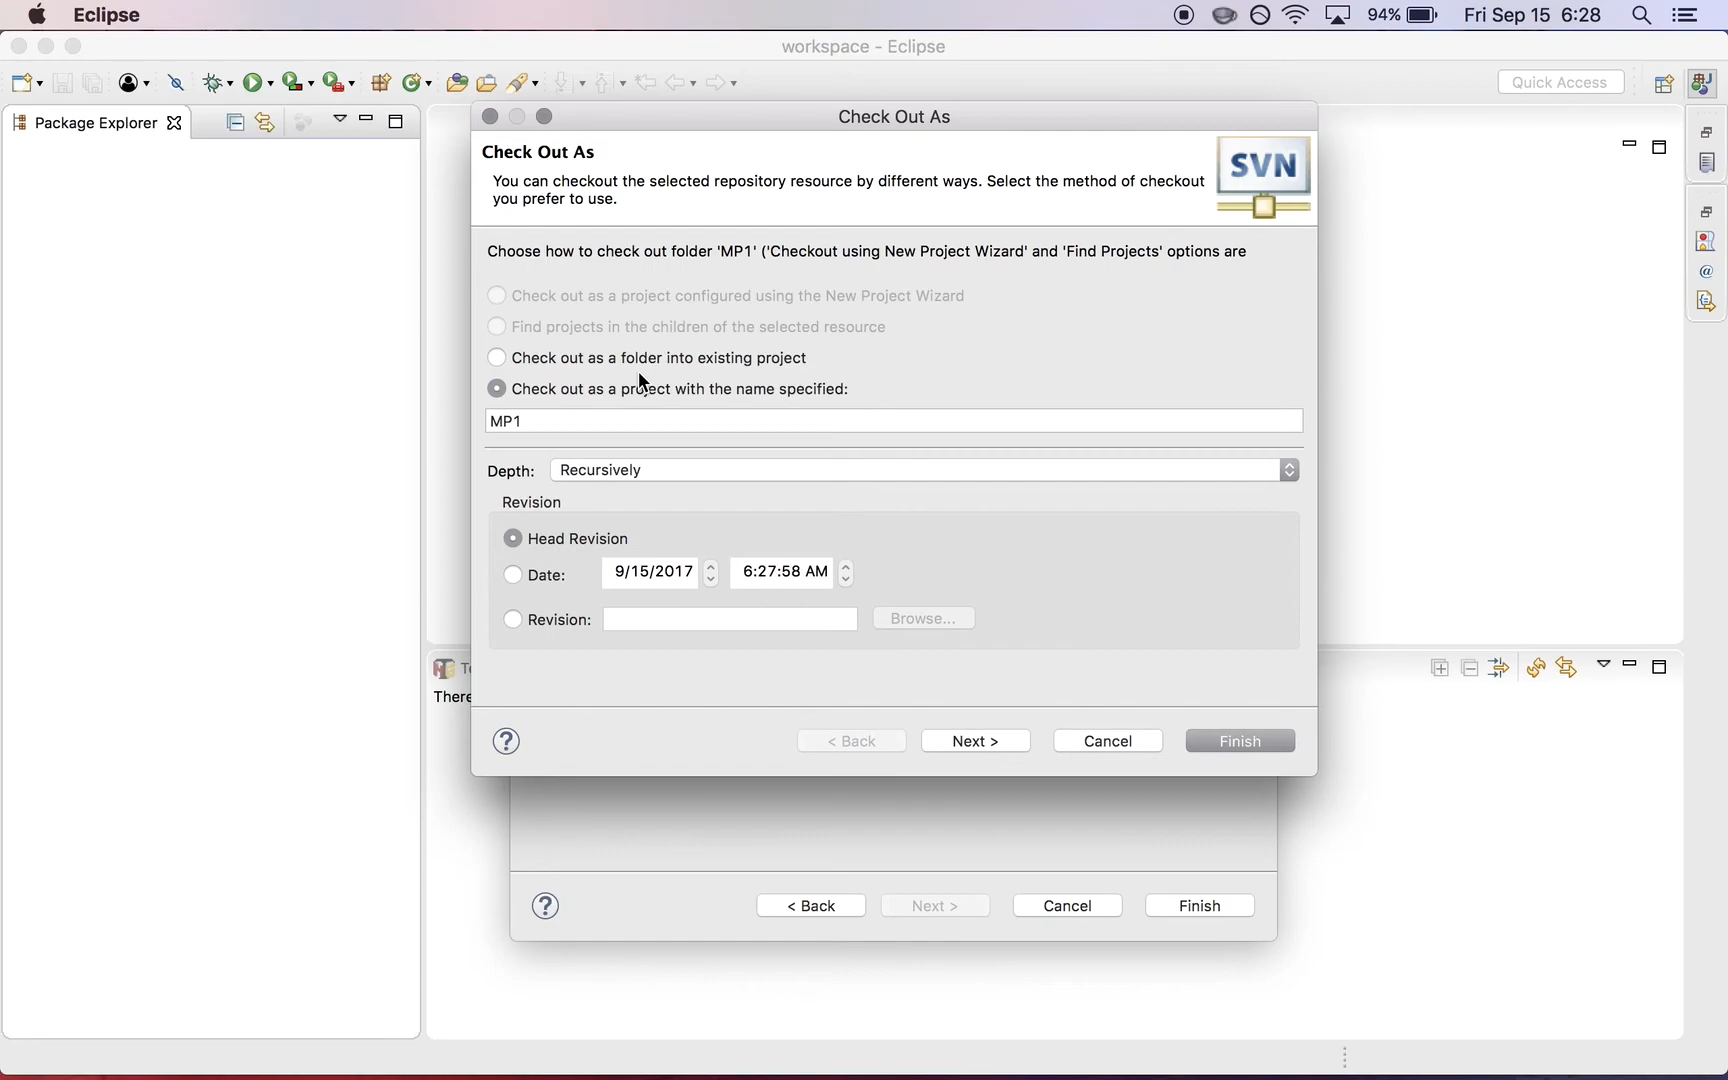 Eclipse
94%
Fri Sep 15 6:28
workspace - Eclipse
Quick Access
Package Explorer
Check Out As
Check Out As
You can checkout the selected repository resource by different ways. Select the method of checkout
you prefer to use.
SVN
Choose how to check out folder 'MP1' ('Checkout using New Project Wizard' and 'Find Projects' options are
Check out as a project configured using the New Project Wizard
Find projects in the children of the selected resource
Check out as a folder into existing project
Check out as a project with the name specified:
MP1
Depth: Recursively
Revision
Head Revision
Date: 9/15/2017 6:27:58 AM
Revision: Browse...
There
? < Back Next > Cancel Finish
? < Back Next > Cancel Finish